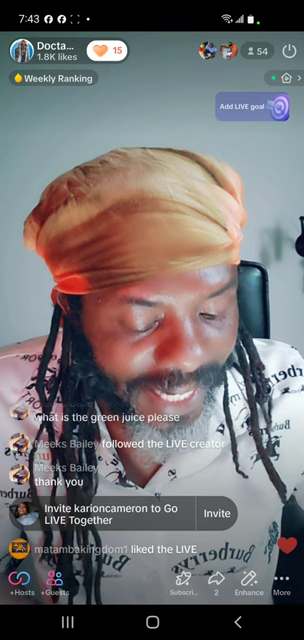 7:43
Docta...
15
1.8K likes
54
Weekly Ranking
Add LIVE goal
what is the green juice please
Meeks Bailey followed the LIVE creator
Meeks Bailey
thank you
Invite karioncameron to Go
LIVE Together
Invite
matambakingdom1 liked the LIVE
+Hosts
+Guests
Subscri...
2
Enhance
More